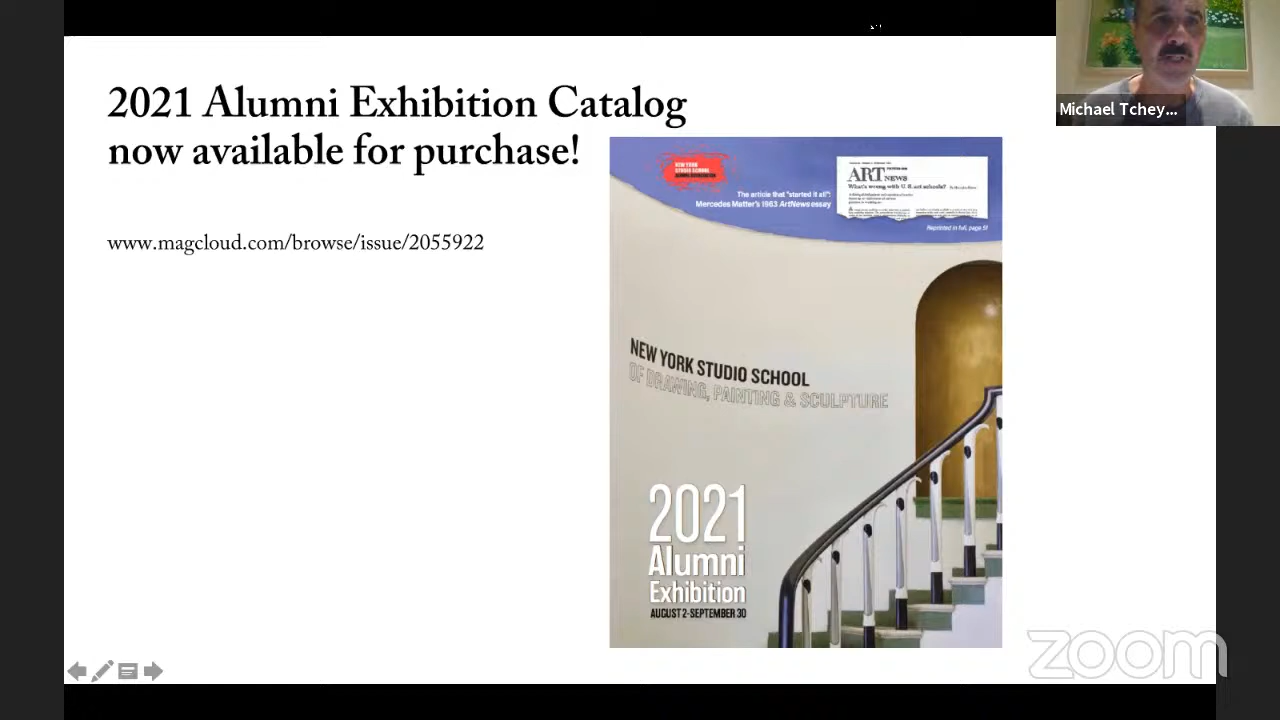 2021 Alumni Exhibition Catalog
now available for purchase!
www.magcloud.com/browse/issue/2055922
Michael Tchey...
NEW YORK
STUDIO SCHOOL
The article that "started it all":
Mercedes Matter's 1963 ArtNews essay
ART NEWS
What's wrong with U.S. art schools?
Reprinted in full, page 51
NEW YORK STUDIO SCHOOL
OF DRAWING, PAINTING & SCULPTURE
2021
Alumni
Exhibition
AUGUST 2-SEPTEMBER 30
zoom